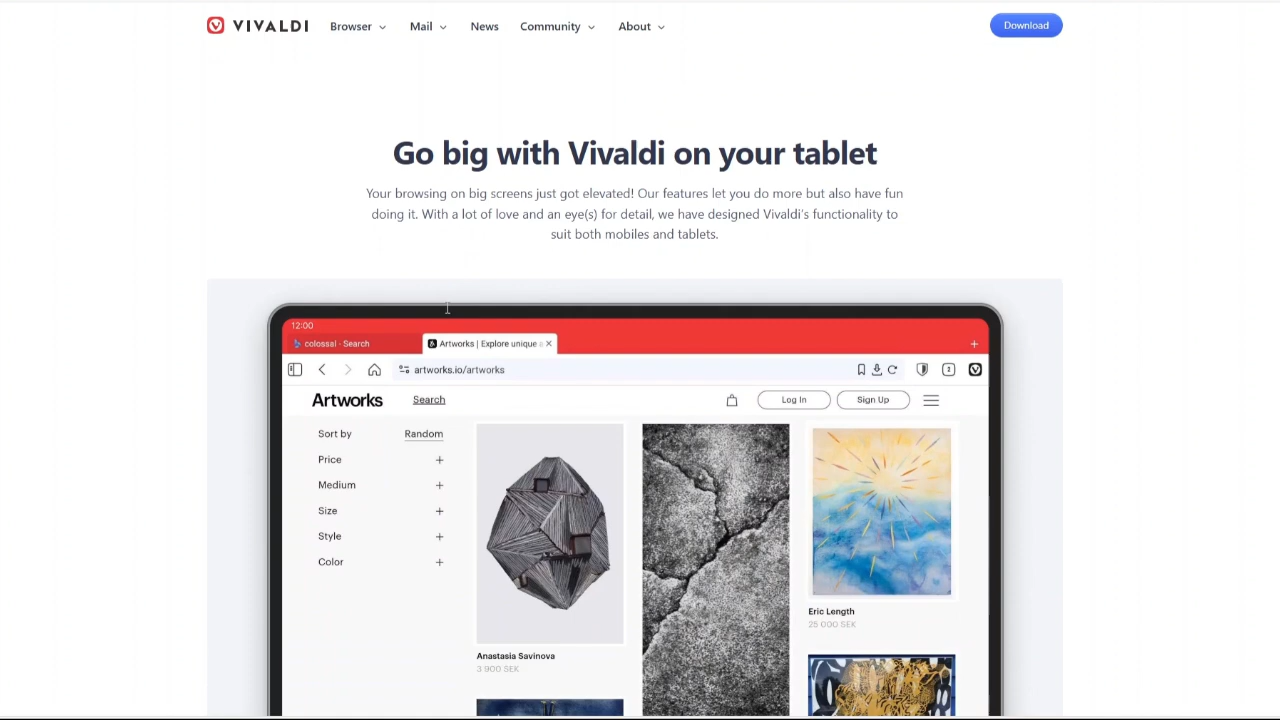 VIVALDI Browser Mail News Community About Download
Go big with Vivaldi on your tablet
Your browsing on big screens just got elevated! Our features let you do more but also have fun
doing it. With a lot of love and an eye(s) for detail, we have designed Vivaldi's functionality to
suit both mobiles and tablets.
12:00
colossal - Search Artworks | Explore unique
artworks.io/artworks 2
Artworks Search Log In Sign Up
Sort by Random
Price +
Medium +
Size +
Style +
Color +
Eric Length
25 000 SEK
Anastasia Savinova
3 900 SEK